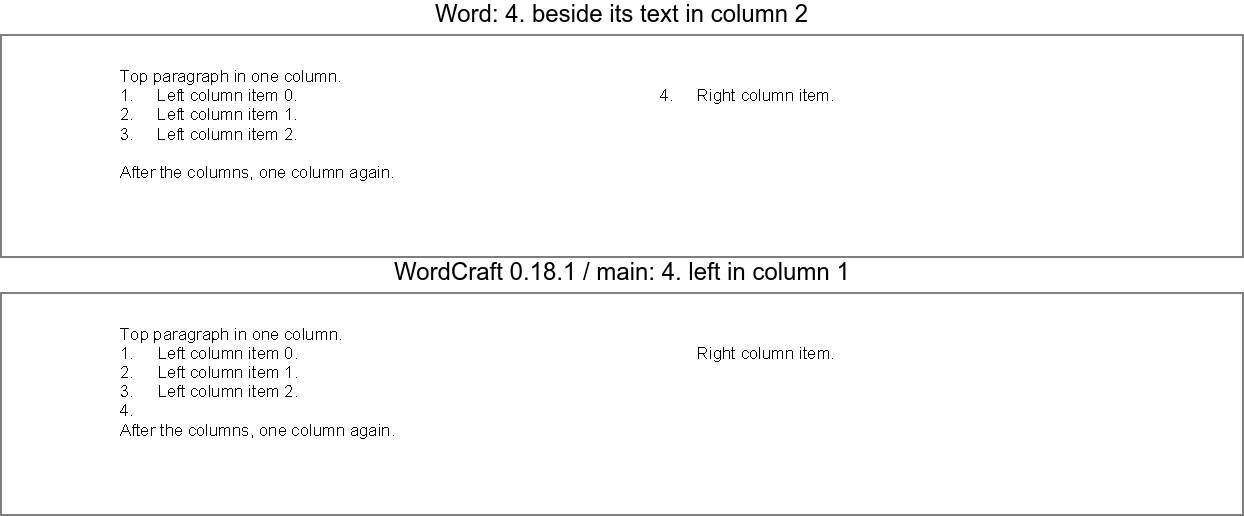 Word: 4. beside its text in column 2
Top paragraph in one column.
1. Left column item 0.
2. Left column item 1.
3. Left column item 2.
4. Right column item.
After the columns, one column again.
WordCraft 0.18.1 / main: 4. left in column 1
Top paragraph in one column.
1. Left column item 0.
2. Left column item 1.
3. Left column item 2.
4.
Right column item.
After the columns, one column again.